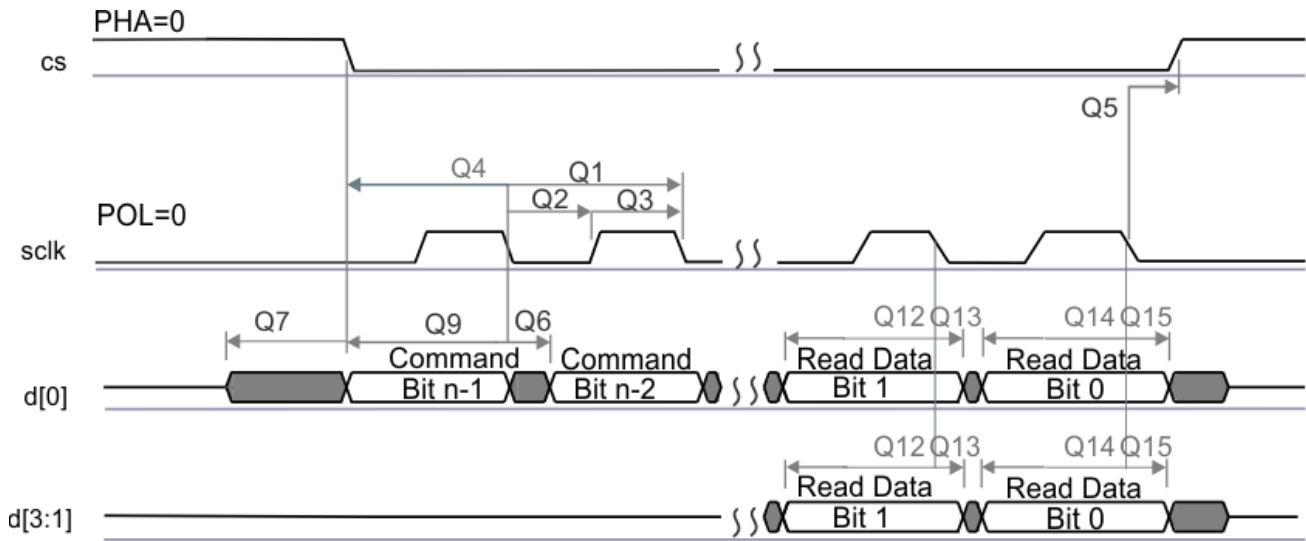 PHA=0
cs
Q5
Q4 Q1
Q2 Q3
POL=0
sclk
Q7 Q9 Q6 Q12 Q13 Q14 Q15
Command Command Read Data Read Data
d[0] Bit n-1 Bit n-2 Bit 1 Bit 0
Q12 Q13 Q14 Q15
Read Data Read Data
d[3:1] Bit 1 Bit 0